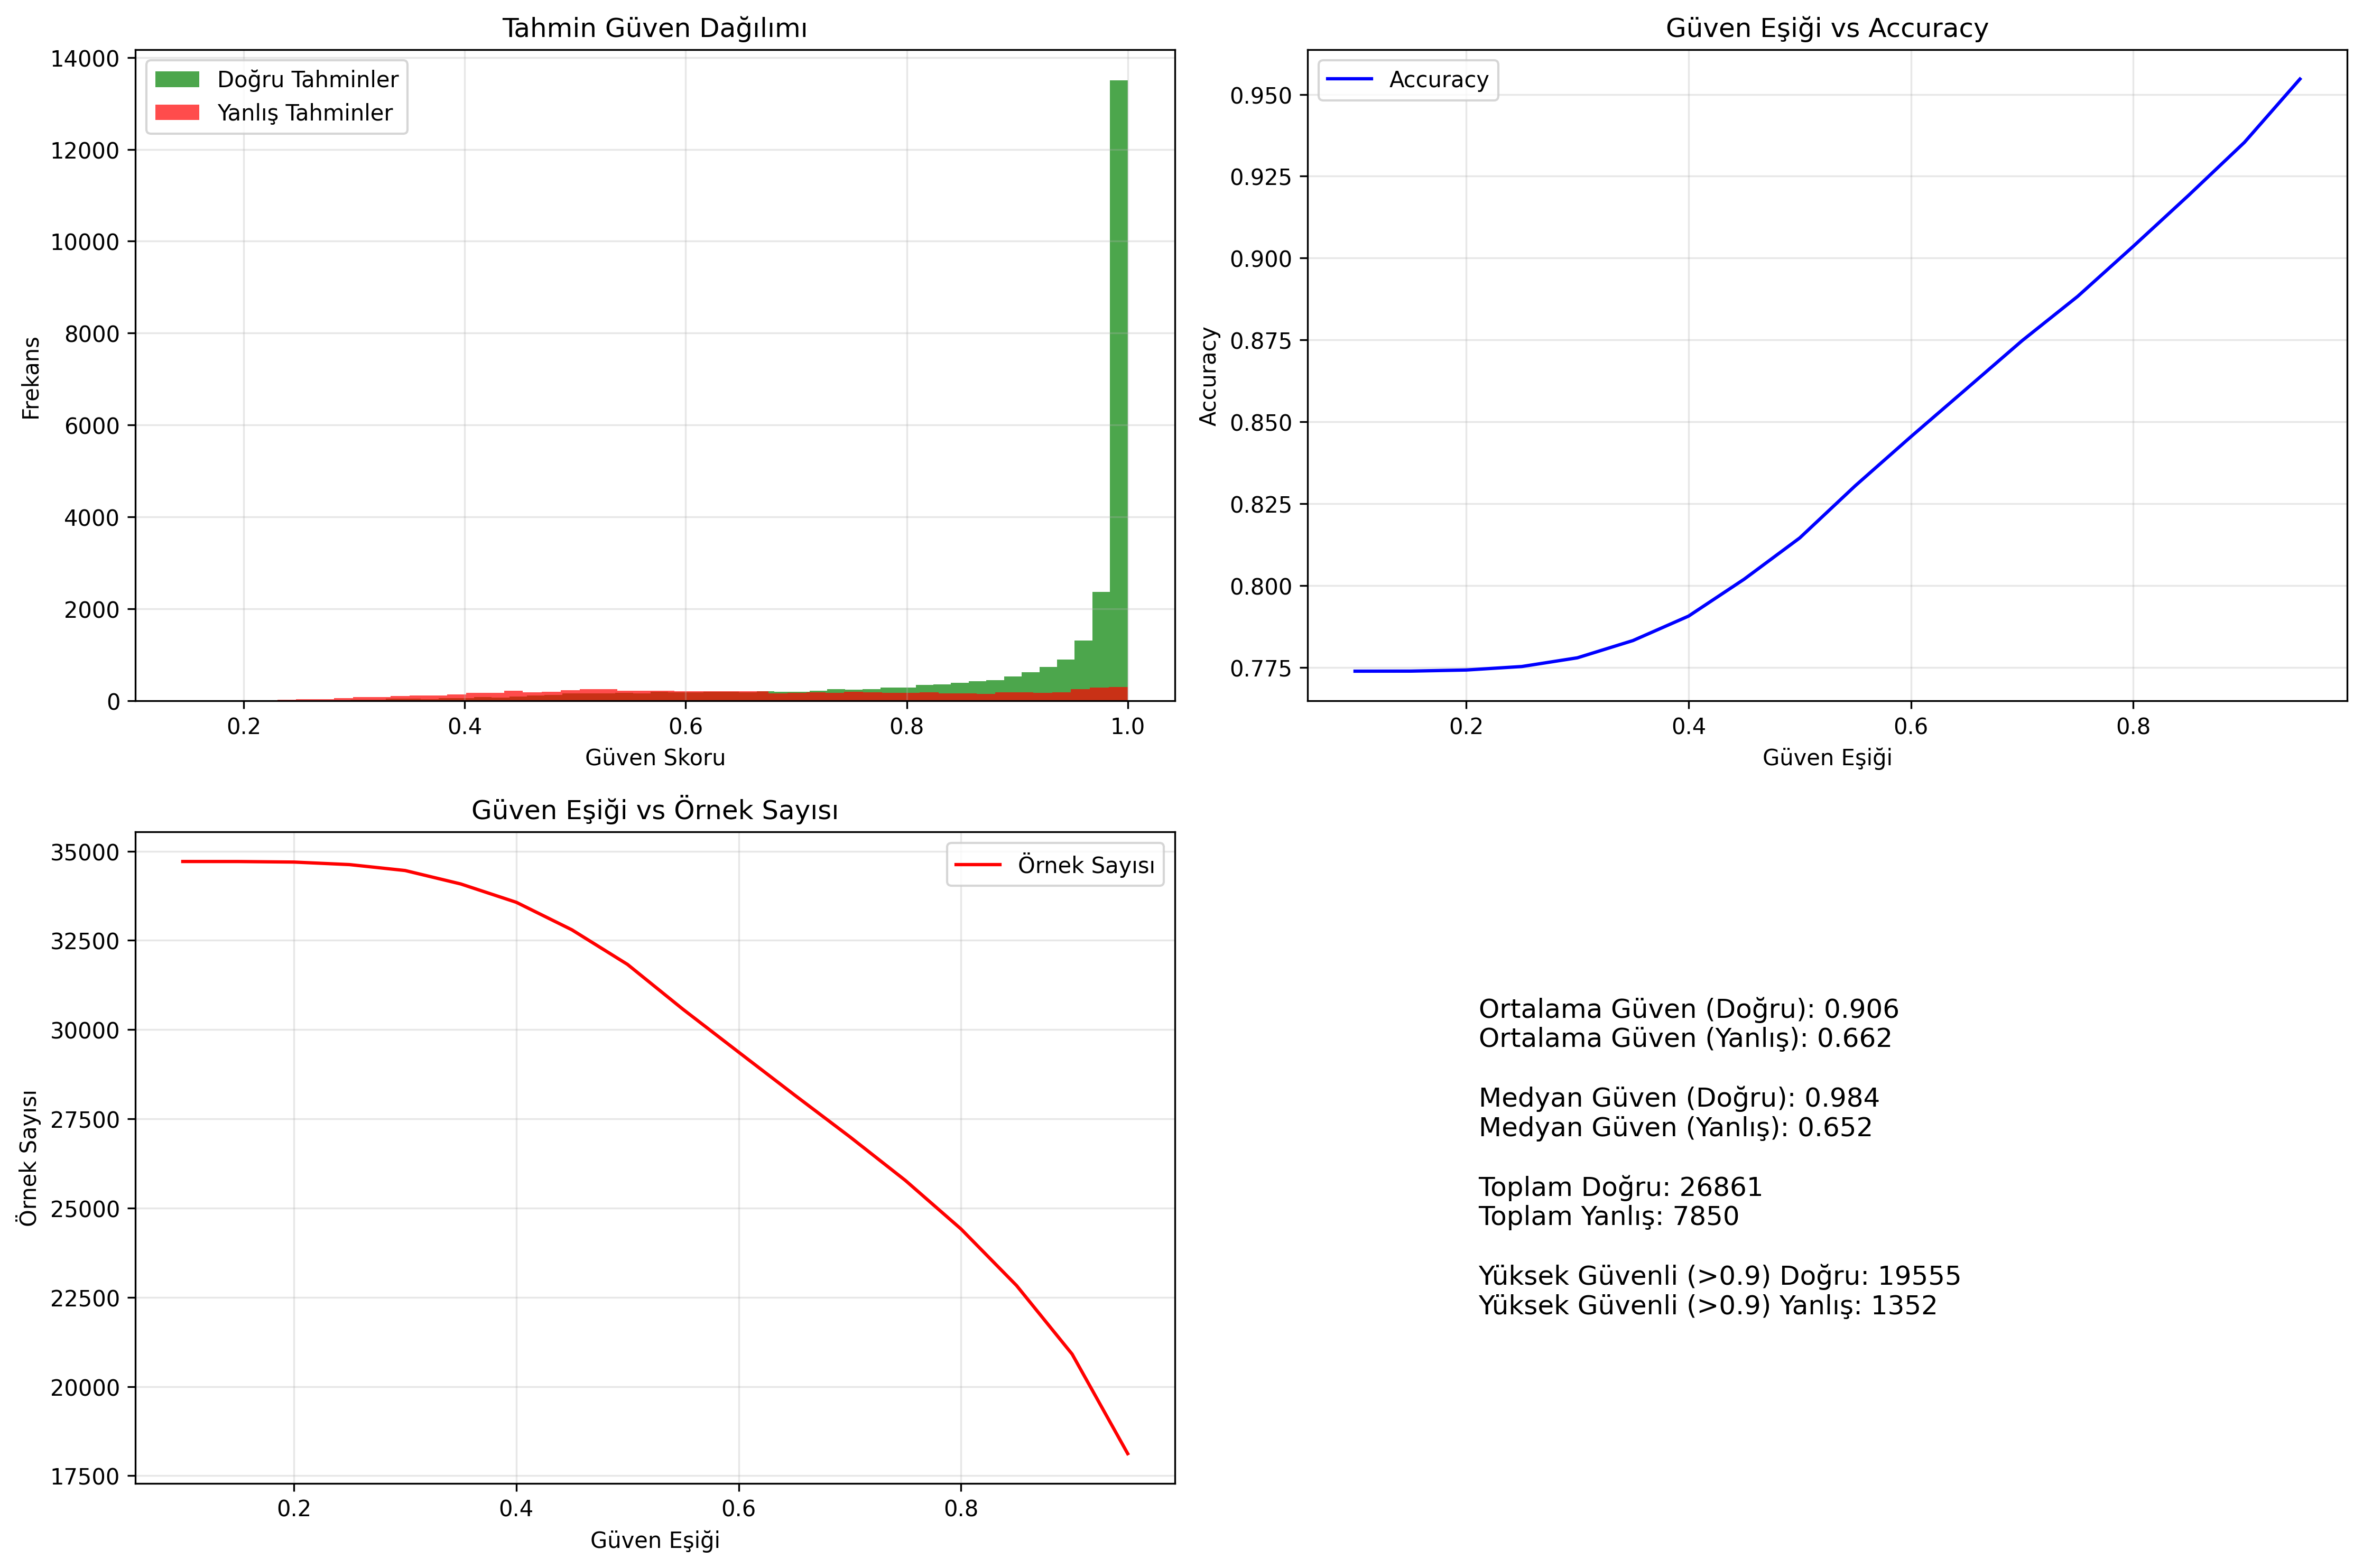 Tahmin Güven Dağılımı
Doğru Tahminler
Yanlış Tahminler
14000
12000
10000
8000
6000
4000
2000
0
Frekans
0.2 0.4 0.6 0.8 1.0
Güven Skoru
Güven Eşiği vs Accuracy
Accuracy
0.950
0.925
0.900
0.875
0.850
0.825
0.800
0.775
Accuracy
0.2 0.4 0.6 0.8
Güven Eşiği
Güven Eşiği vs Örnek Sayısı
Örnek Sayısı
35000
32500
30000
27500
25000
22500
20000
17500
Örnek Sayısı
0.2 0.4 0.6 0.8
Güven Eşiği
Ortalama Güven (Doğru): 0.906
Ortalama Güven (Yanlış): 0.662
Medyan Güven (Doğru): 0.984
Medyan Güven (Yanlış): 0.652
Toplam Doğru: 26861
Toplam Yanlış: 7850
Yüksek Güvenli (>0.9) Doğru: 19555
Yüksek Güvenli (>0.9) Yanlış: 1352